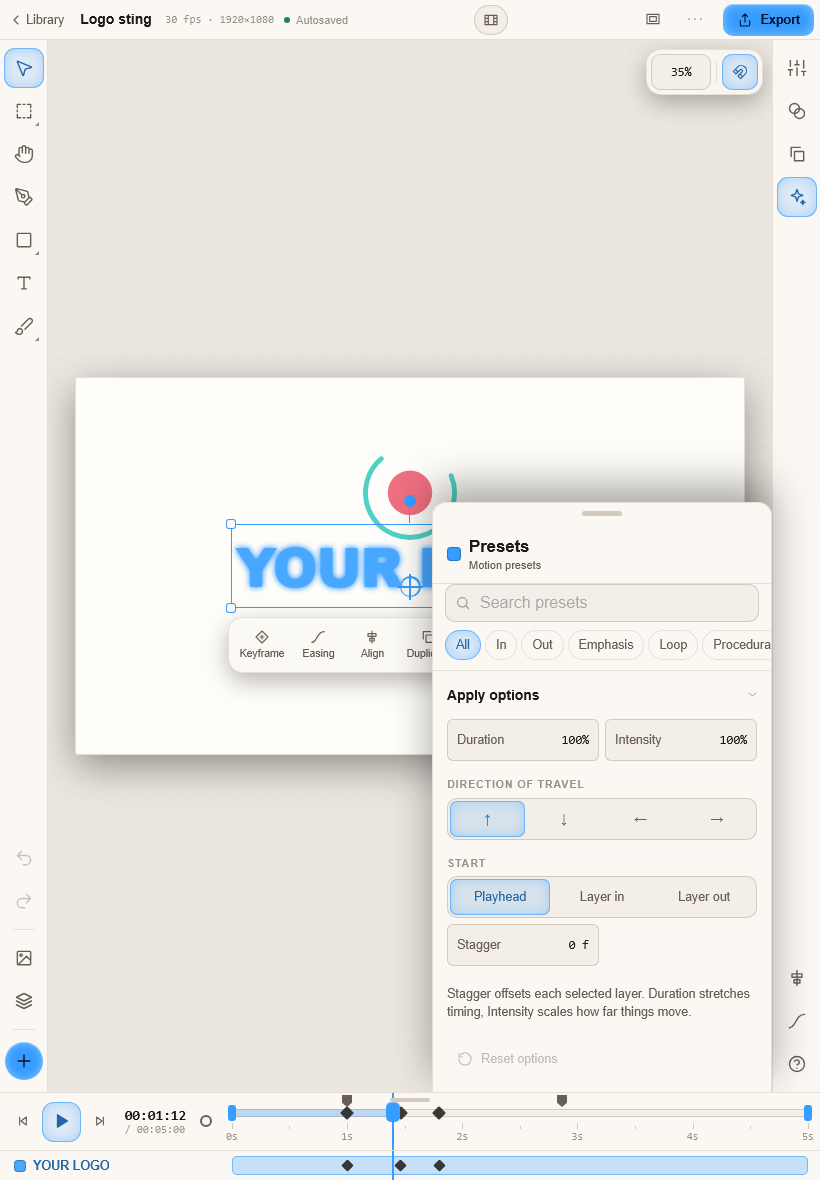 Library
Logo sting
30 fps · 1920×1080
Autosaved
Export
35%
YOUR
Keyframe
Easing
Align
Presets
Motion presets
Search presets
All
In
Out
Emphasis
Loop
Apply options
Duration 100%
Intensity 100%
DIRECTION OF TRAVEL
↑ ↓ ← →
START
Playhead
Layer in
Layer out
Stagger 0 f
Stagger offsets each selected layer. Duration stretches
timing, Intensity scales how far things move.
Reset options
00:01:12
/ 00:05:00
0s 1s 2s 3s 4s 5s
YOUR LOGO